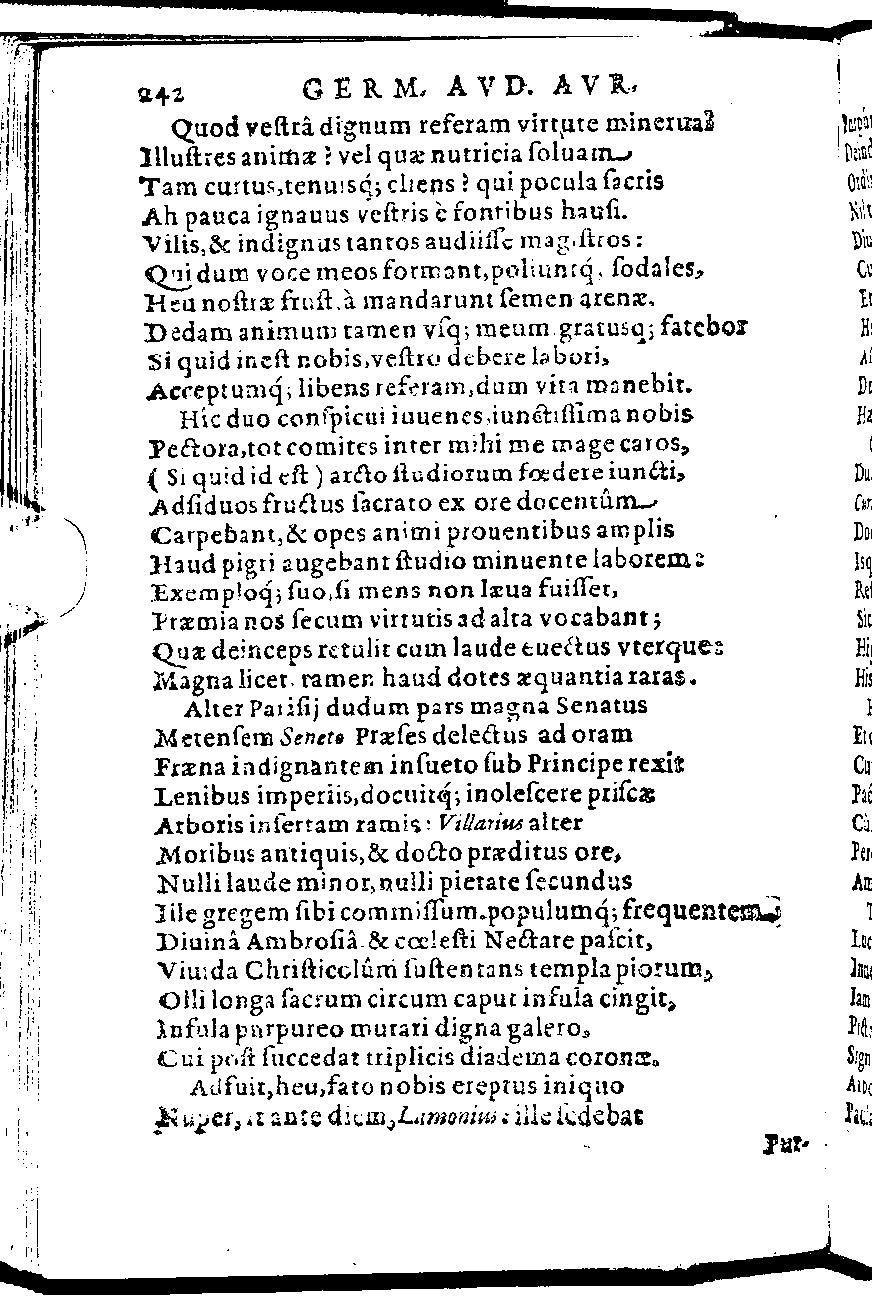 242 GERM. AVD. AVR.
Quod veſtrâ dignum referam virtute minerua?
Illuſtres animæ? vel quæ nutricia ſoluam
Tam curtus, tenuisq́; cliens? qui pocula ſacris
Ah pauca ignauus veſtris è fontibus hauſi.
Vilis, & indignus tantos audiiſſe magiſtros:
Qui dum voce meos formant, poliuntq́, ſodales,
Heu noſtræ fruſtà mandarunt ſemen arenæ.
Dedam animum tamen vſq; meum gratusq; fatebor
Si quid ineſt nobis, veſtro debere labori,
Acceptumq́; libens referam, dum vita manebit.
Hic duo conſpicui iuuenes, iunctiſſima nobis
Pectora, tot comites inter mihi me mage caros,
(Si quid id eſt) arcto ſtudiorum fœdere iuncti,
Adſiduos fructus ſacrato ex ore docentûm
Carpebant, & opes animi prouentibus amplis
Haud pigri augebant ſtudio minuente laborem:
Exemploq́; ſuo, ſi mens non læua fuiſſet,
Præmia nos ſecum virtutis ad alta vocabant;
Quæ deinceps retulit cum laude euectus vterque:
Magna licet, tamen haud dotes æquantia raras.
Alter Pariſij dudum pars magna Senatus
Metenſem Seneto Præſes delectus ad oram
Fræna indignantem inſueto ſub Principe rexit
Lenibus imperiis, docuitq́; inoleſcere priſcæ
Arboris inſertam ramis: Villarius alter
Moribus antiquis, & docto præditus ore,
Nulli laude minor, nulli pietate ſecundus
Ille gregem ſibi commiſſum, populumq́; frequentem
Diuinâ Ambroſiâ & cœleſti Nectare paſcit,
Viuida Chriſticolûm ſuſtentans templa piorum,
Olli longa ſacrum circum caput infula cingit,
Infula purpureo mutari digna galero,
Cui poſt ſuccedat triplicis diadema coronæ.
Adfuit, heu, fato nobis ereptus iniquo
Nuper, & ante diem, Lamonius: ille ſedebat
Pur-